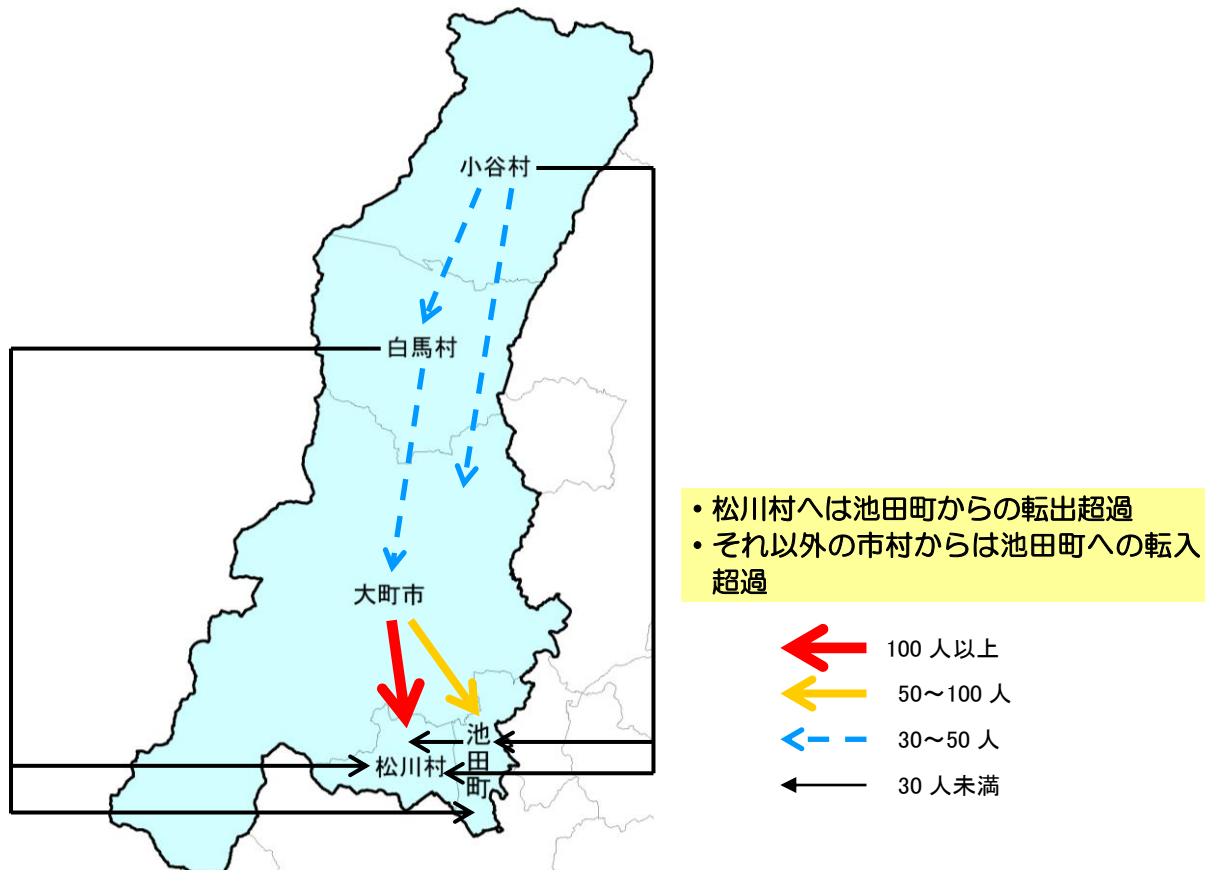 小谷村
白馬村
大町市
池田町
松川村
・松川村へは池田町からの転出超過
・それ以外の市村からは池田町への転入
超過
100 人以上
50～100 人
30～50 人
30 人未満